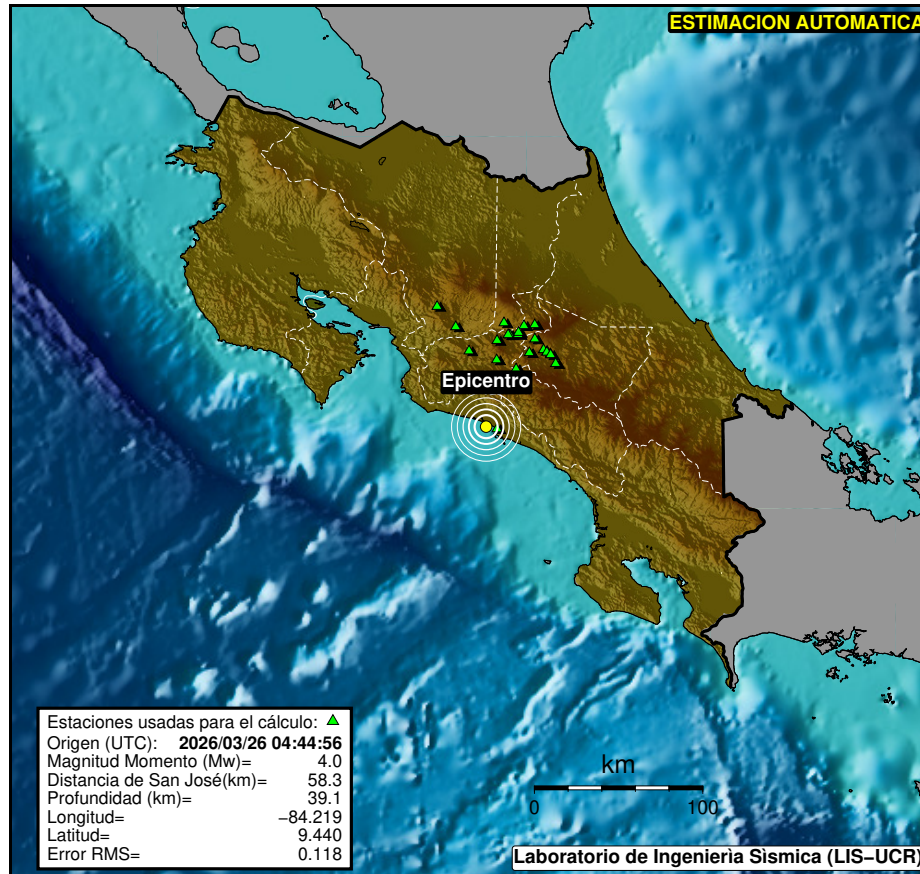 ESTIMACION AUTOMATICA
Epicentro
km
0 100
Estaciones usadas para el cálculo:
Origen (UTC): 2026/03/26 04:44:56
Magnitud Momento (Mw)= 4.0
Distancia de San José(km)= 58.3
Profundidad (km)= 39.1
Longitud= −84.219
Latitud= 9.440
Error RMS= 0.118
Laboratorio de Ingenierìa Sìsmica (LIS−UCR)